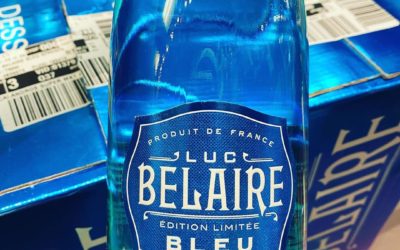 DESS
PRODUIT DE FRANCE
LUC
BELAIRE
ÉDITION LIMITÉE
BLEU